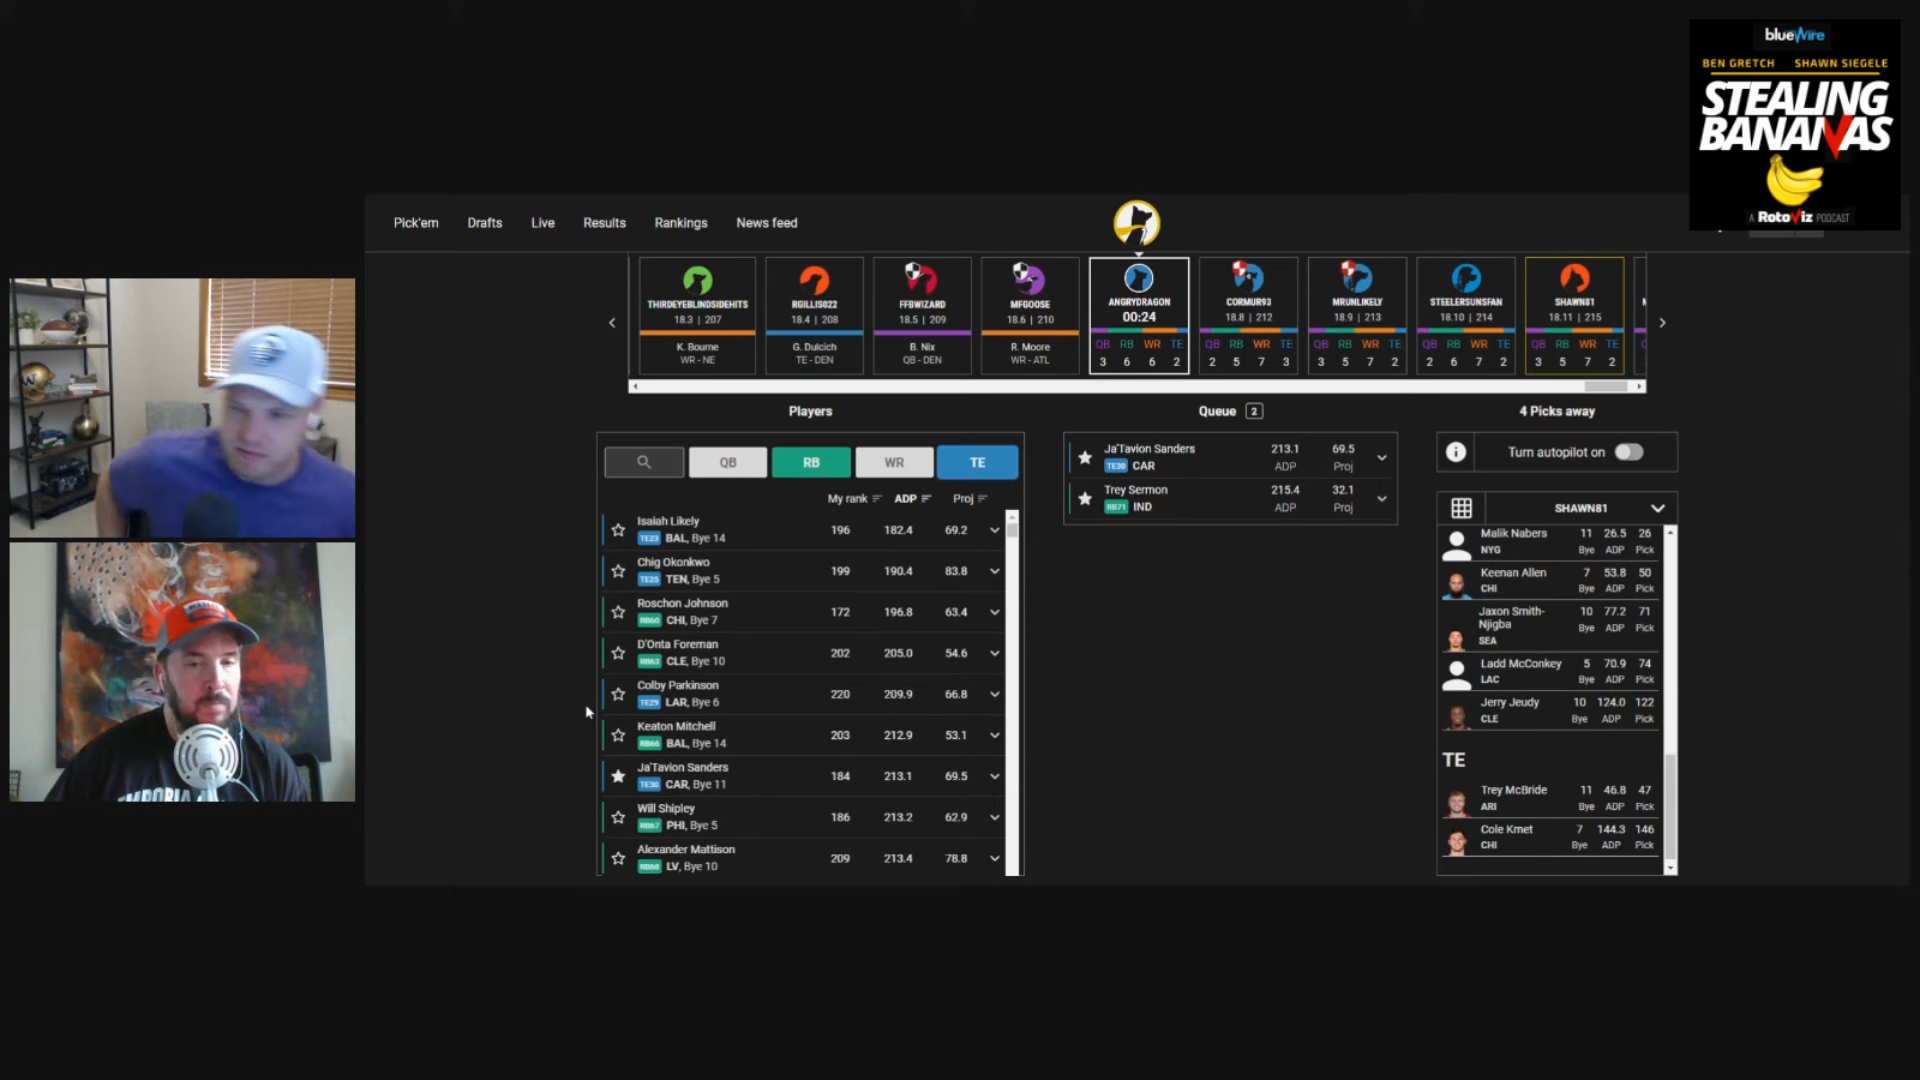 blueWire
BEN GRETCH SHAWN SIEGELE
STEALING
BANANAS
A RotoViz PODCAST
Pick'em Drafts Live Results Rankings News feed
THIRDEYEBLINDSIDEHITS
18.3 | 207
K. Bourne
WR - NE
RGILLIS022
18.4 | 208
G. Dulcich
TE - DEN
FFBWIZARD
18.5 | 209
B. Nix
QB - DEN
MFGOOSE
18.6 | 210
R. Moore
WR - ATL
ANGRYDRAGON
00:24
QB RB WR TE
3 6 6 2
CORMUR93
18.8 | 212
QB RB WR TE
2 5 7 3
MRUNLIKELY
18.9 | 213
QB RB WR TE
3 5 7 2
STEELERSUNSFAN
18.10 | 214
QB RB WR TE
2 6 7 2
SHAWN81
18.11 | 215
QB RB WR TE
3 5 7 2
Players
QB RB WR TE
My rank ADP Proj
Isaiah Likely
TE23 BAL, Bye 14 196 182.4 69.2
Chig Okonkwo
TE25 TEN, Bye 5 199 190.4 83.8
Roschon Johnson
RB60 CHI, Bye 7 172 196.8 63.4
D'Onta Foreman
RB63 CLE, Bye 10 202 205.0 54.6
Colby Parkinson
TE29 LAR, Bye 6 220 209.9 66.8
Keaton Mitchell
RB66 BAL, Bye 14 203 212.9 53.1
Ja'Tavion Sanders
TE30 CAR, Bye 11 184 213.1 69.5
Will Shipley
RB67 PHI, Bye 5 186 213.2 62.9
Alexander Mattison
RB68 LV, Bye 10 209 213.4 78.8
Queue 2
Ja'Tavion Sanders 213.1 69.5
TE30 CAR ADP Proj
Trey Sermon 215.4 32.1
RB71 IND ADP Proj
4 Picks away
Turn autopilot on
SHAWN81
Malik Nabers 11 26.5 26
NYG Bye ADP Pick
Keenan Allen 7 53.8 50
CHI Bye ADP Pick
Jaxon Smith- 10 77.2 71
Njigba Bye ADP Pick
SEA
Ladd McConkey 5 70.9 74
LAC Bye ADP Pick
Jerry Jeudy 10 124.0 122
CLE Bye ADP Pick
TE
Trey McBride 11 46.8 47
ARI Bye ADP Pick
Cole Kmet 7 144.3 146
CHI Bye ADP Pick